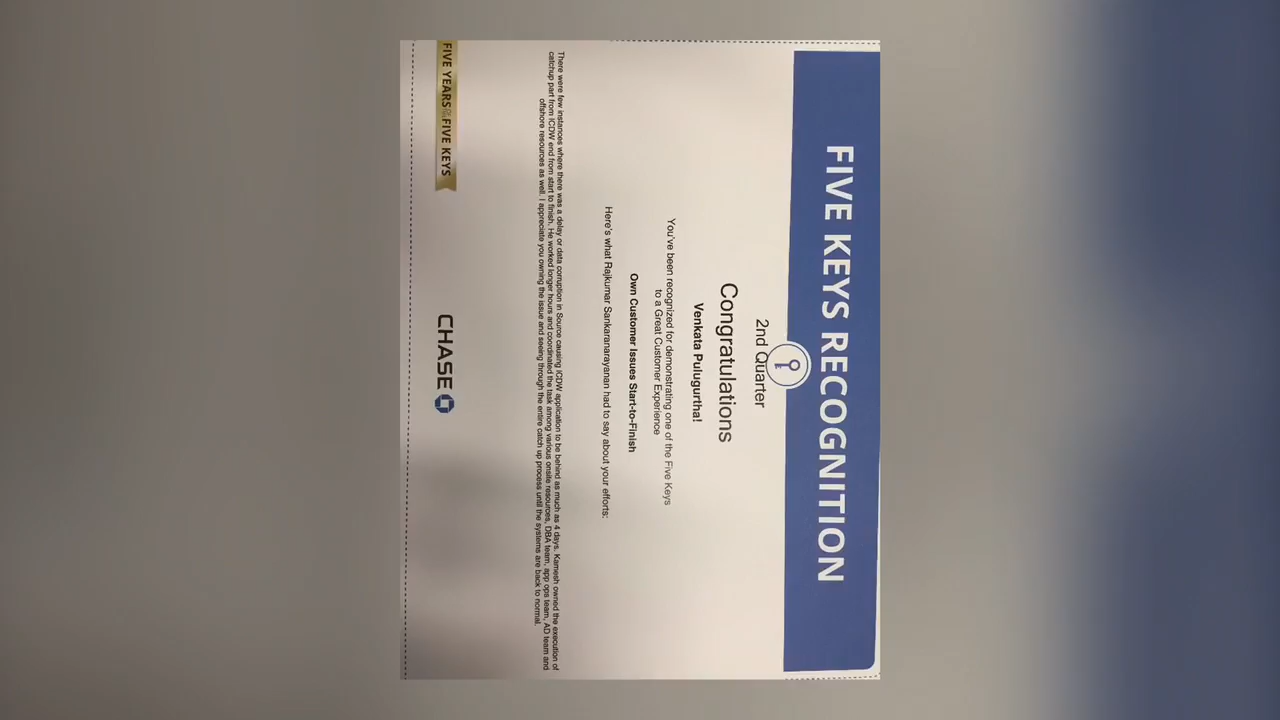 FIVE KEYS RECOGNITION
2nd Quarter
Congratulations
Venkata Pulugurtha!
You've been recognized for demonstrating one of the Five Keys
to a Great Customer Experience
Own Customer Issues Start-to-Finish
Here's what Rajkumar Sankaranarayanan had to say about your efforts:
There were few instances where there was a delay or data corruption in Source causing ICDW application to be behind as much as 4 days. Kamesh owned the execution of
catchup part from ICDW end from start to finish. He worked longer hours and coordinated the task among various onsite resources, DBA team, app ops team, AD team and
offshore resources as well. I appreciate you owning the issue and seeing through the entire catch up process until the systems are back to normal.
FIVE YEARS FIVE KEYS
CHASE